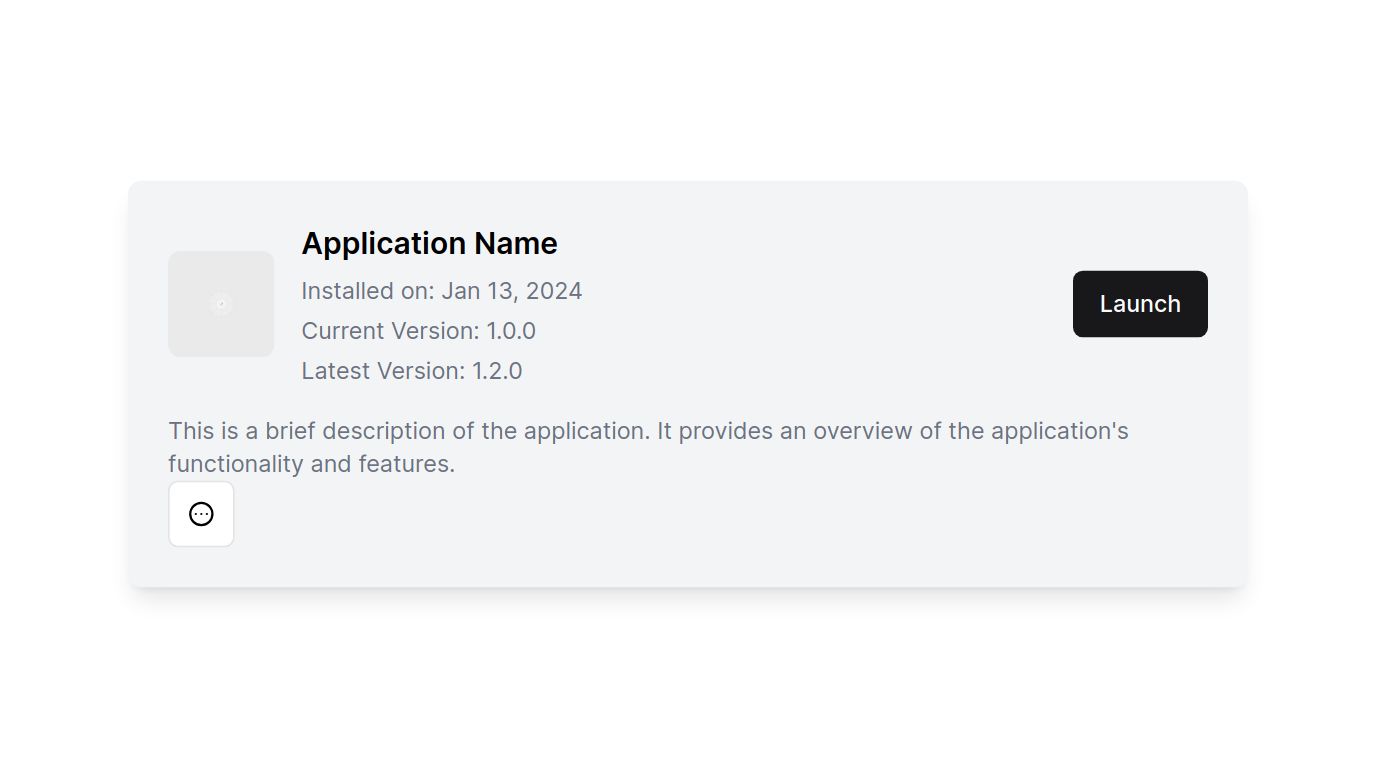 Application Name
Installed on: Jan 13, 2024
Current Version: 1.0.0
Latest Version: 1.2.0
Launch
This is a brief description of the application. It provides an overview of the application's
functionality and features.